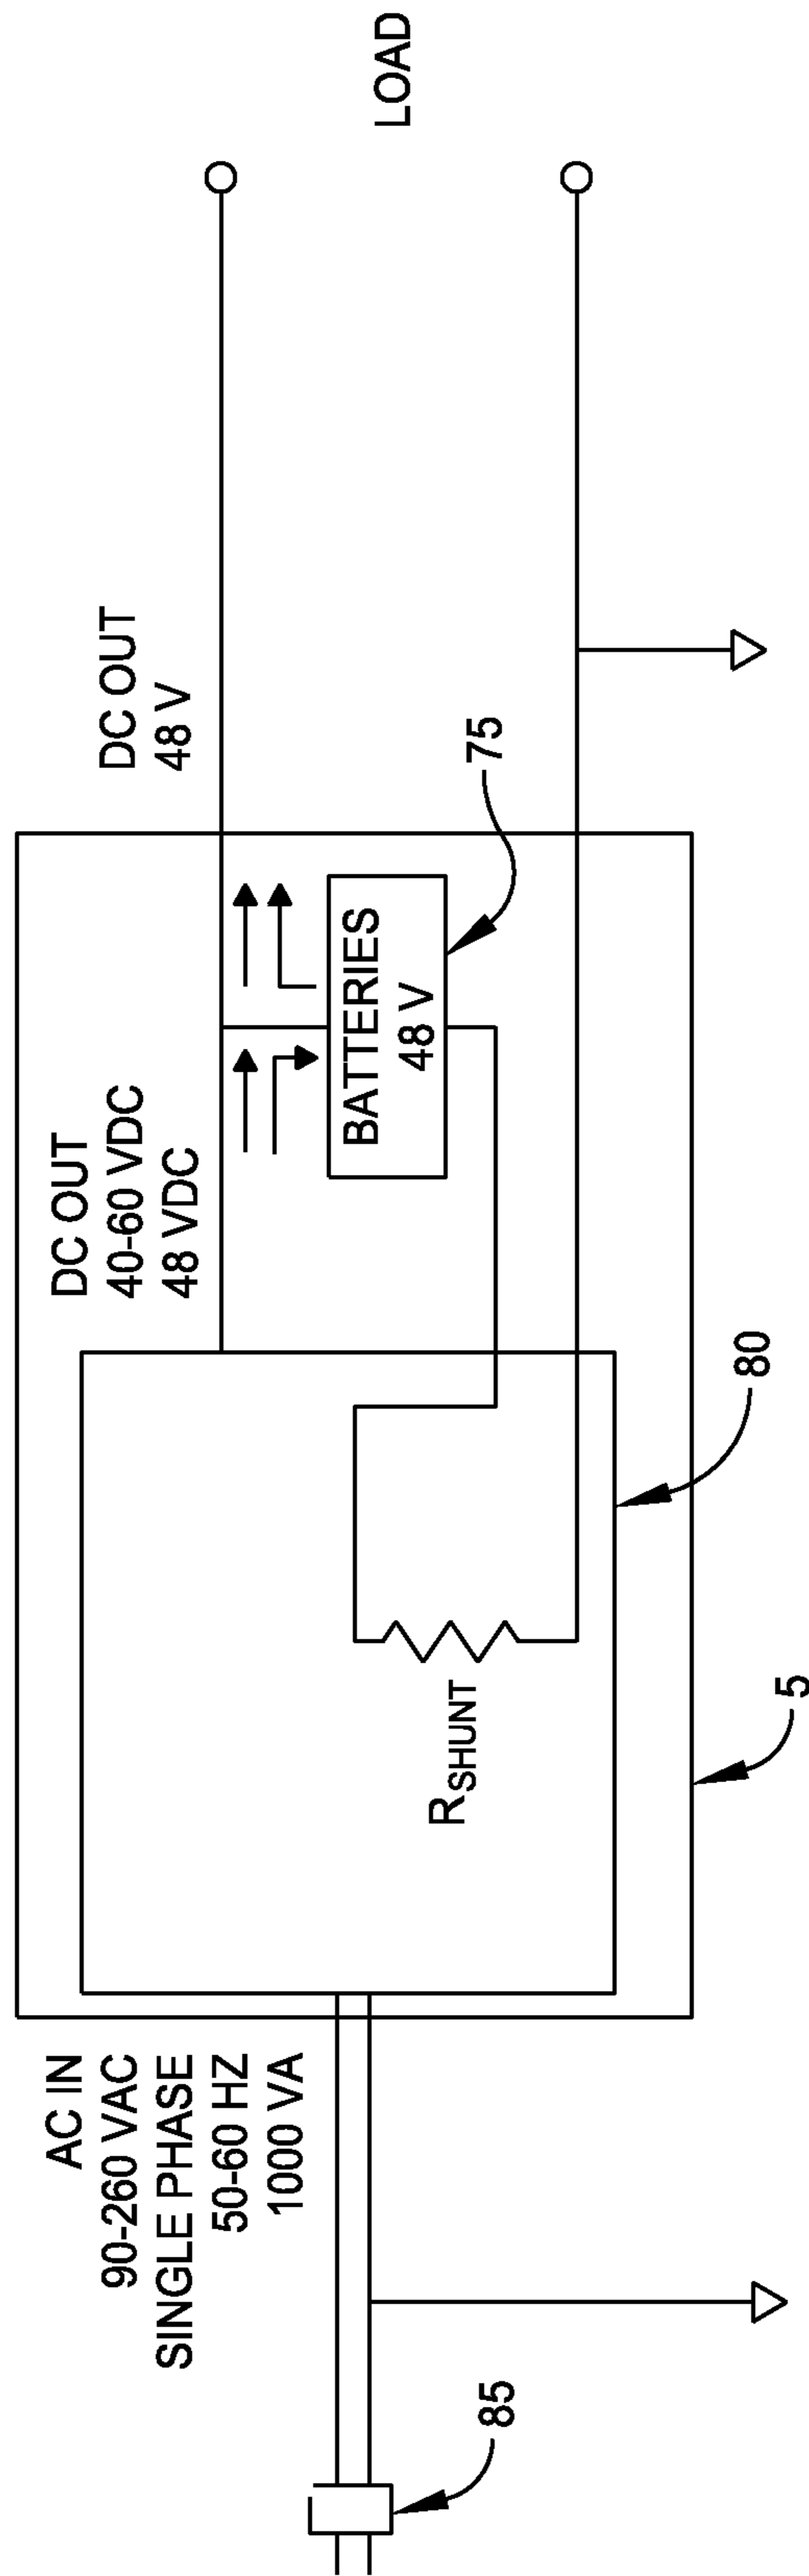 AC IN
90-260 VAC
SINGLE PHASE
50-60 HZ
1000 VA
85
DC OUT
40-60 VDC
48 VDC
R_SHUNT
BATTERIES
48 V
75
80
5
DC OUT
48 V
LOAD